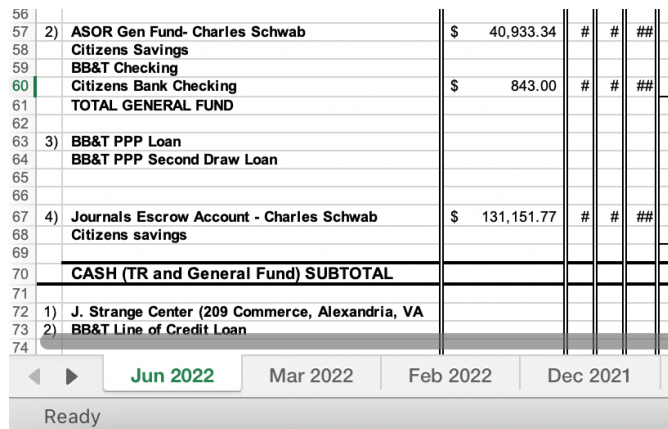 56
57 2) ASOR Gen Fund- Charles Schwab $ 40,933.34 # # ##
58 Citizens Savings
59 BB&T Checking
60 Citizens Bank Checking $ 843.00 # # ##
61 TOTAL GENERAL FUND
62
63 3) BB&T PPP Loan
64 BB&T PPP Second Draw Loan
65
66
67 4) Journals Escrow Account - Charles Schwab $ 131,151.77 # # ##
68 Citizens savings
69
70 CASH (TR and General Fund) SUBTOTAL
71
72 1) J. Strange Center (209 Commerce, Alexandria, VA
73 2) BB&T Line of Credit Loan
74
Jun 2022 Mar 2022 Feb 2022 Dec 2021
Ready